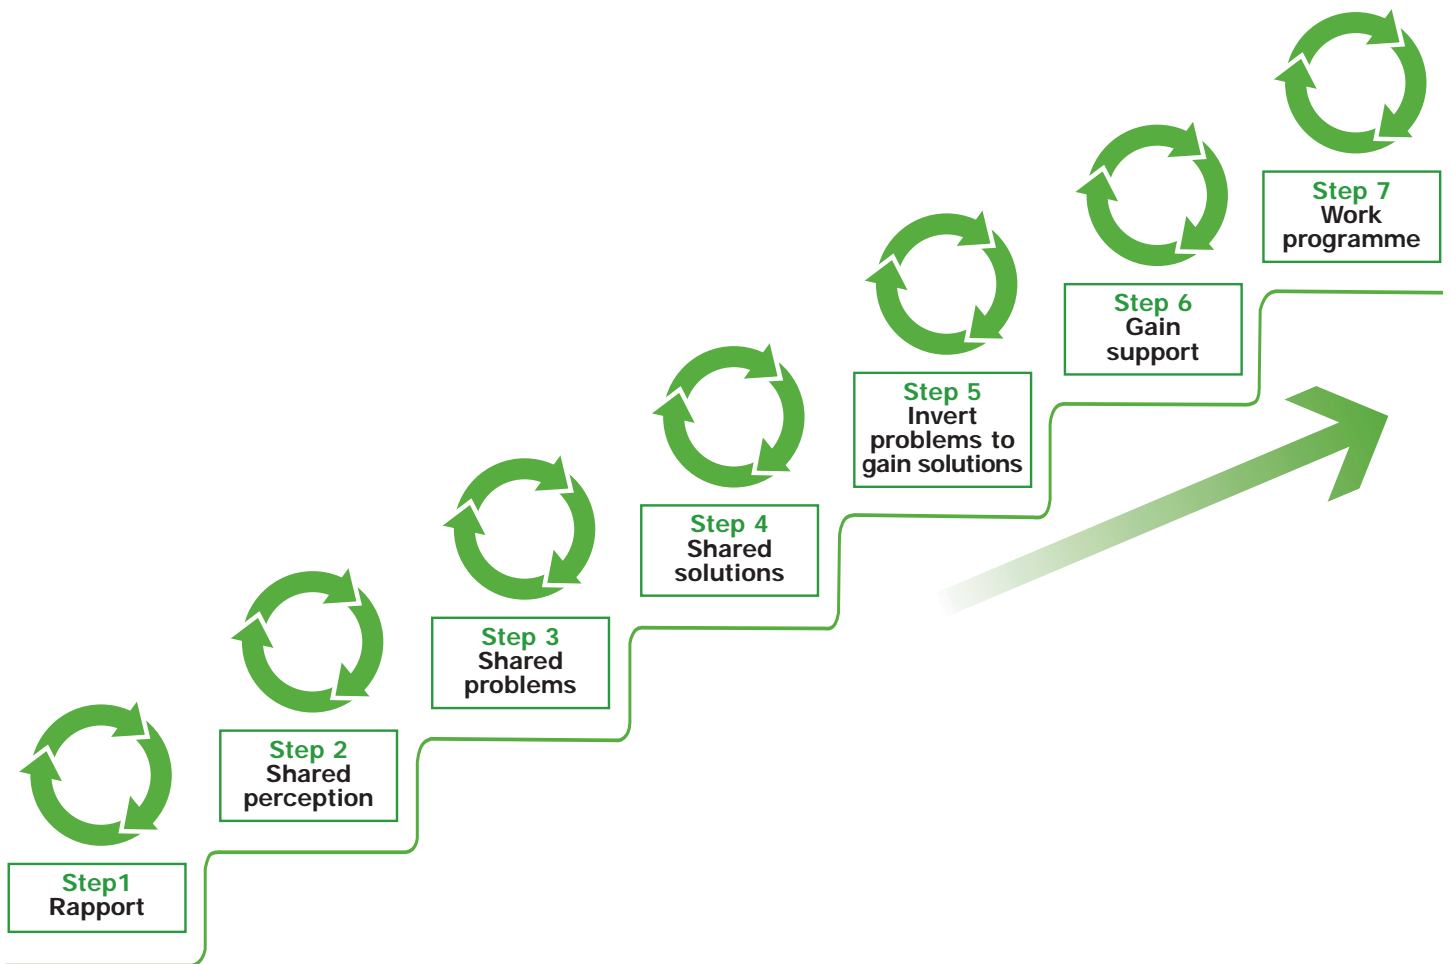 Step1
Rapport
Step 2
Shared
perception
Step 3
Shared
problems
Step 4
Shared
solutions
Step 5
Invert
problems to
gain solutions
Step 6
Gain
support
Step 7
Work
programme